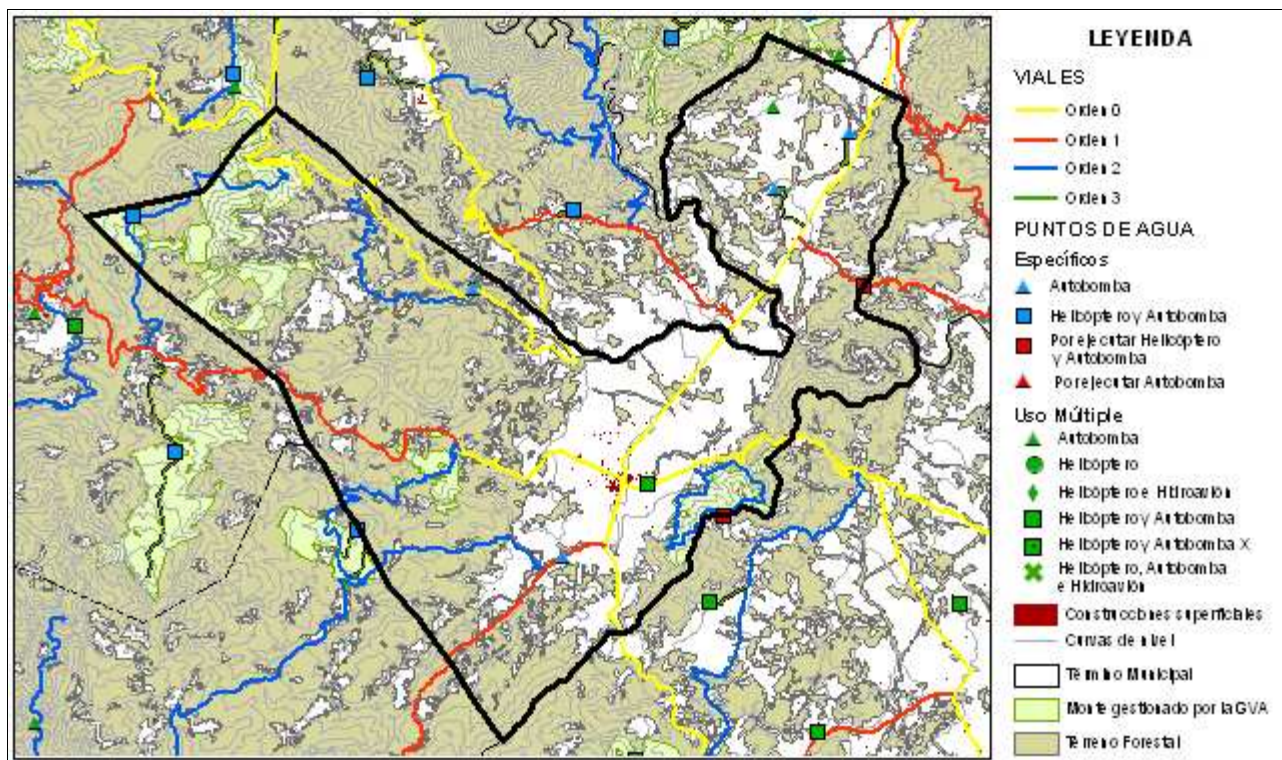 LEYENDA
VIALES
Orden 0
Orden 1
Orden 2
Orden 3
PUNTOS DE AGUA
Específicos
Autobomba
Helicóptero y Autobomba
Por ejecutar Helicóptero
y Autobomba
Por ejecutar Autobomba
Uso Múltiple
Autobomba
Helicóptero
Helicóptero e Hidroavión
Helicóptero y Autobomba
Helicóptero y Autobomba X
Helicóptero, Autobomba
e Hidroavión
Construcciones superficiales
Curvas de nivel
Término Municipal
Monte gestionado por la GVA
Terreno Forestal